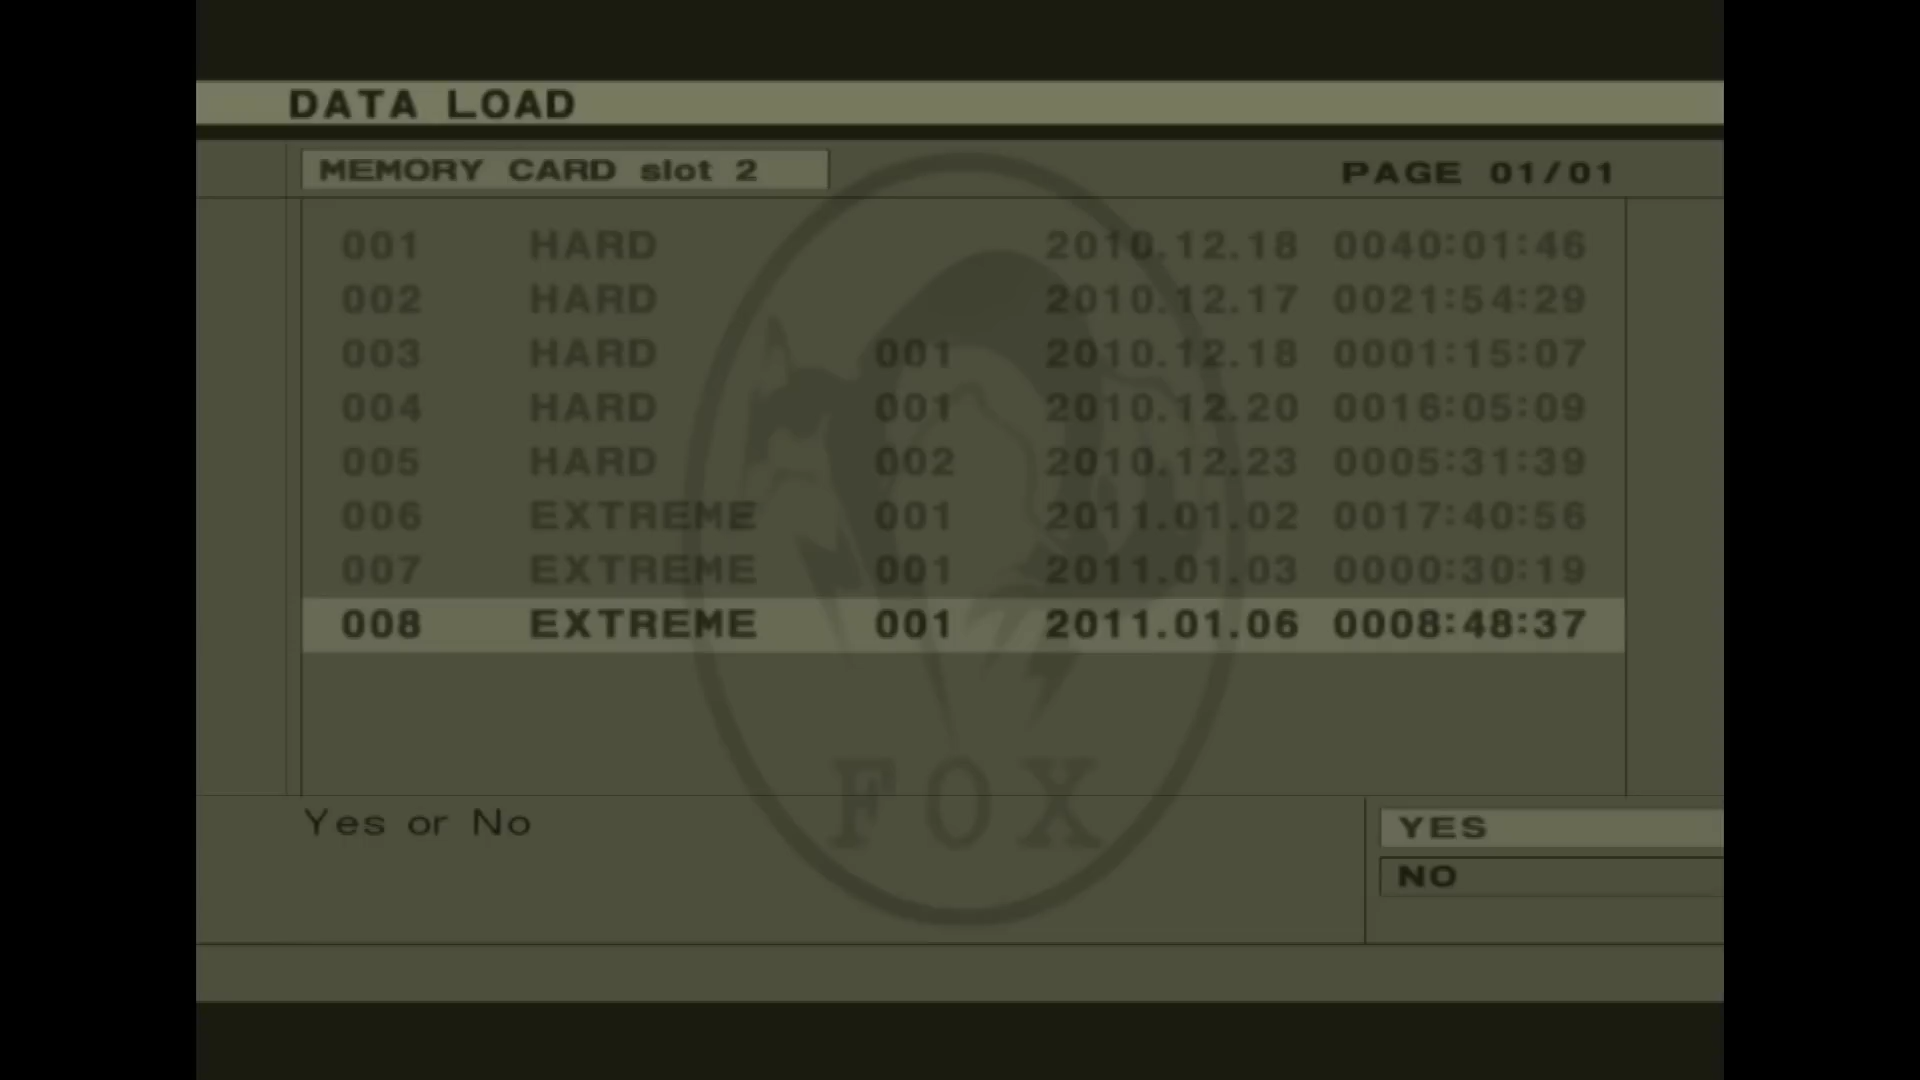 DATA LOAD
MEMORY CARD slot 2 PAGE 01/01
001 HARD 2010.12.18 0040:01:46
002 HARD 2010.12.17 0021:54:29
003 HARD 001 2010.12.18 0001:15:07
004 HARD 001 2010.12.20 0016:05:09
005 HARD 002 2010.12.23 0005:31:39
006 EXTREME 001 2011.01.02 0017:40:56
007 EXTREME 001 2011.01.03 0000:30:19
008 EXTREME 001 2011.01.06 0008:48:37
FOX
Yes or No
YES
NO